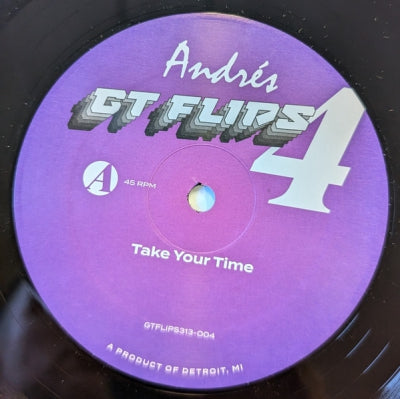 Andrés
GT FLIPS
4
A
45 RPM
Take Your Time
GTFLIPS313-004
A PRODUCT OF DETROIT, MI